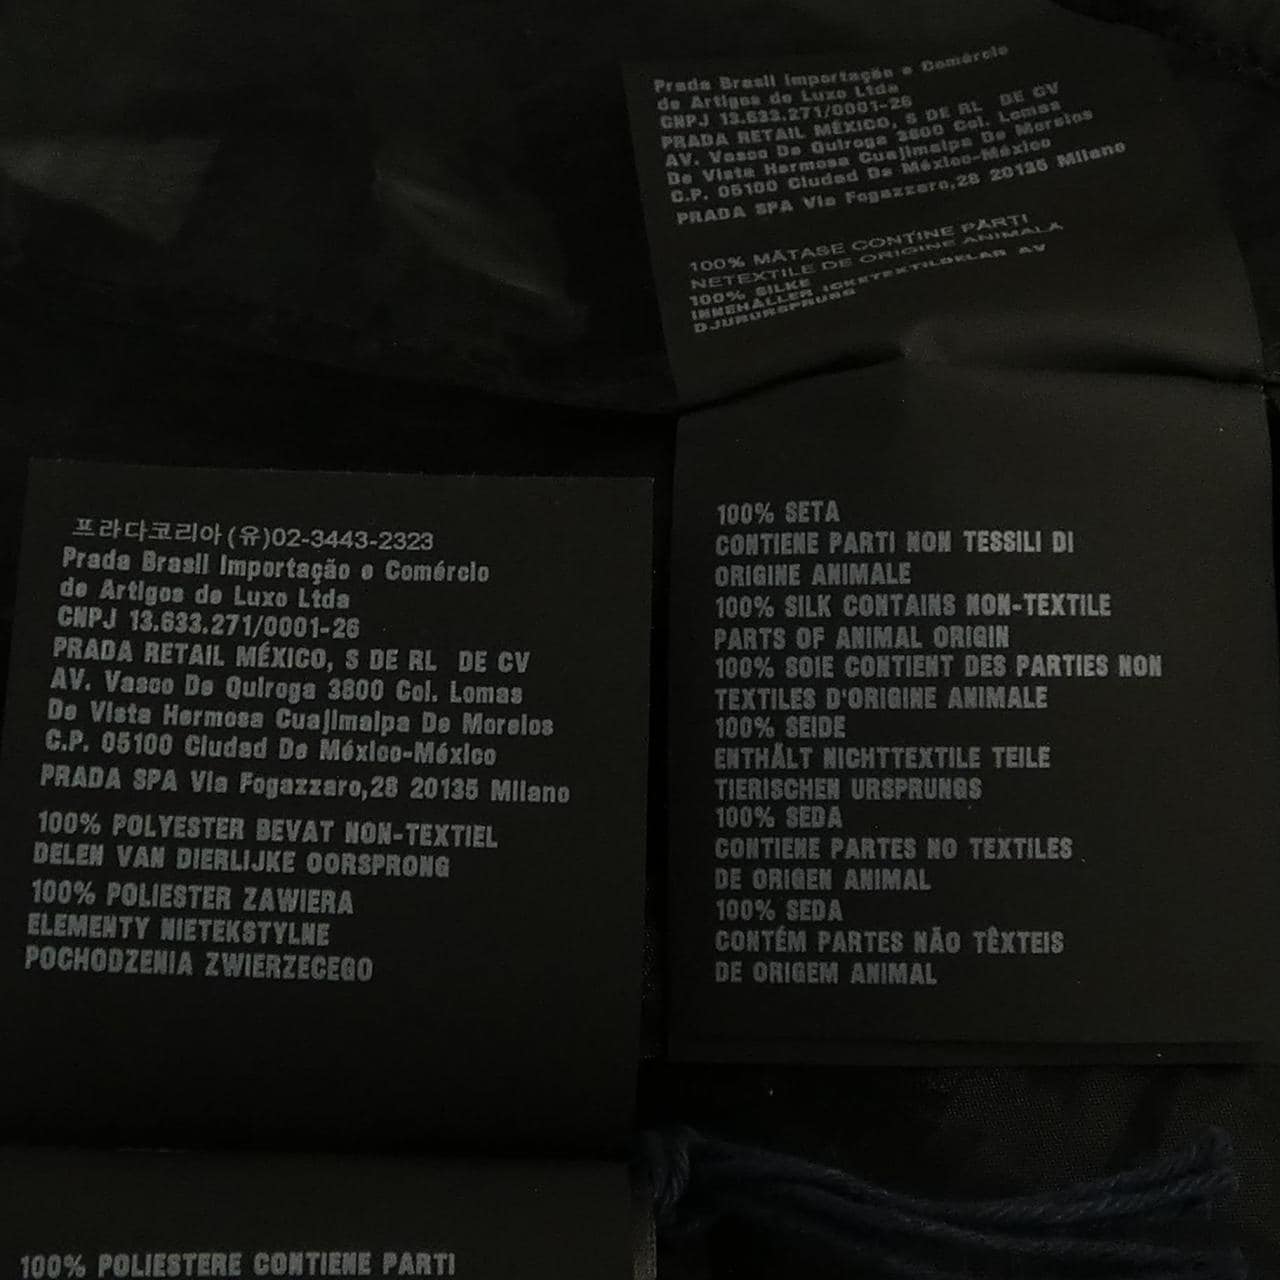 Prada Brasil Importação e Comércio
de Artigos de Luxo Ltda
CNPJ 13.633.271/0001-26
PRADA RETAIL MÉXICO, S DE RL DE CV
AV. Vasco De Quiroga 3800 Col. Lomas
De Vista Hermosa Cuajimalpa De Morelos
C.P. 05100 Ciudad De México-México
PRADA SPA Via Fogazzaro,28 20135 Milano
100% MĂTASE CONŢINE PĂRŢI
NETEXTILE DE ORIGINE ANIMALĂ
100% SILKE
INNEHÅLLER ICKETEXTILDELAR AV
DJURURSPRUNG
프라다코리아(유)02-3443-2323
Prada Brasil Importação e Comércio
de Artigos de Luxo Ltda
CNPJ 13.633.271/0001-26
PRADA RETAIL MÉXICO, S DE RL DE CV
AV. Vasco De Quiroga 3800 Col. Lomas
De Vista Hermosa Cuajimalpa De Morelos
C.P. 05100 Ciudad De México-México
PRADA SPA Via Fogazzaro,28 20135 Milano
100% POLYESTER BEVAT NON-TEXTIEL
DELEN VAN DIERLIJKE OORSPRONG
100% POLIESTER ZAWIERA
ELEMENTY NIETEKSTYLNE
POCHODZENIA ZWIERZECEGO
100% POLIESTERE CONTIENE PARTI
100% SETA
CONTIENE PARTI NON TESSILI DI
ORIGINE ANIMALE
100% SILK CONTAINS NON-TEXTILE
PARTS OF ANIMAL ORIGIN
100% SOIE CONTIENT DES PARTIES NON
TEXTILES D'ORIGINE ANIMALE
100% SEIDE
ENTHÄLT NICHTTEXTILE TEILE
TIERISCHEN URSPRUNGS
100% SEDA
CONTIENE PARTES NO TEXTILES
DE ORIGEN ANIMAL
100% SEDA
CONTÉM PARTES NÃO TÊXTEIS
DE ORIGEM ANIMAL